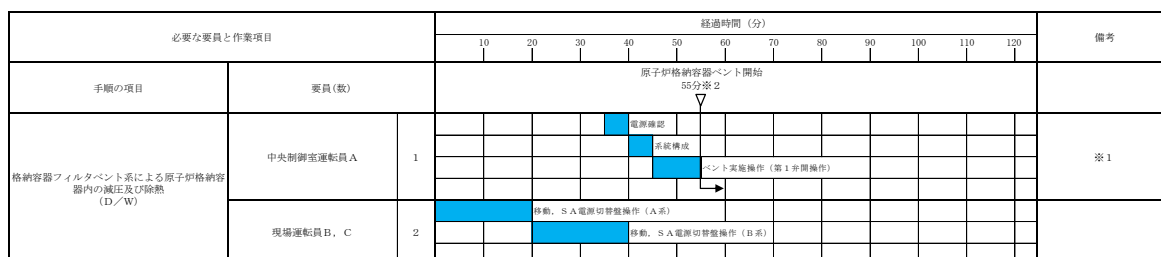 必要な要員と作業項目
経過時間（分）
備考
10 20 30 40 50 60 70 80 90 100 110 120
手順の項目
要員(数)
原子炉格納容器ベント開始
55分※２
格納容器フィルタベント系による原子炉格納容
器内の減圧及び除熱
（Ｄ／Ｗ）
中央制御室運転員Ａ
1
電源確認
系統構成
ベント実施操作（第１弁開操作）
※１
現場運転員Ｂ，Ｃ
2
移動，ＳＡ電源切替盤操作（Ａ系）
移動，ＳＡ電源切替盤操作（Ｂ系）